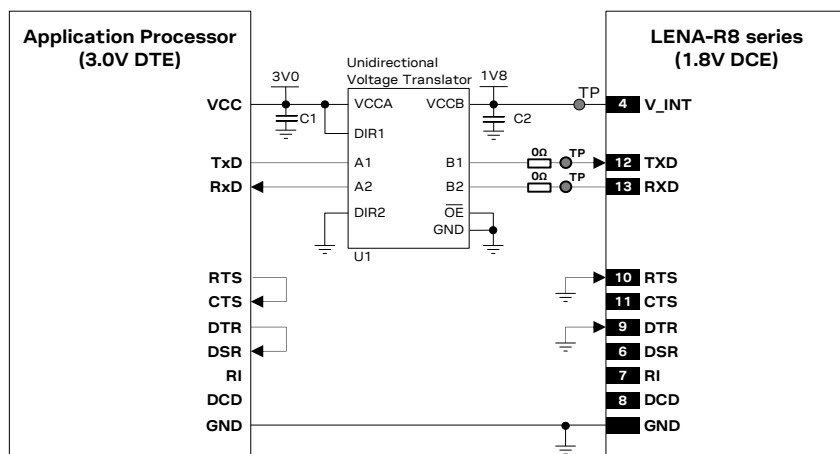 Application Processor
(3.0V DTE)
LENA-R8 series
(1.8V DCE)
Unidirectional
Voltage Translator
3V0
1V8
TP
VCC
C1
VCCA
VCCB
C2
4
V_INT
DIR1
0Ω
TP
TxD
A1
B1
12
TXD
0Ω
TP
RxD
A2
B2
13
RXD
DIR2
OE
GND
U1
RTS
10
RTS
CTS
11
CTS
DTR
9
DTR
DSR
6
DSR
RI
7
RI
DCD
8
DCD
GND
GND